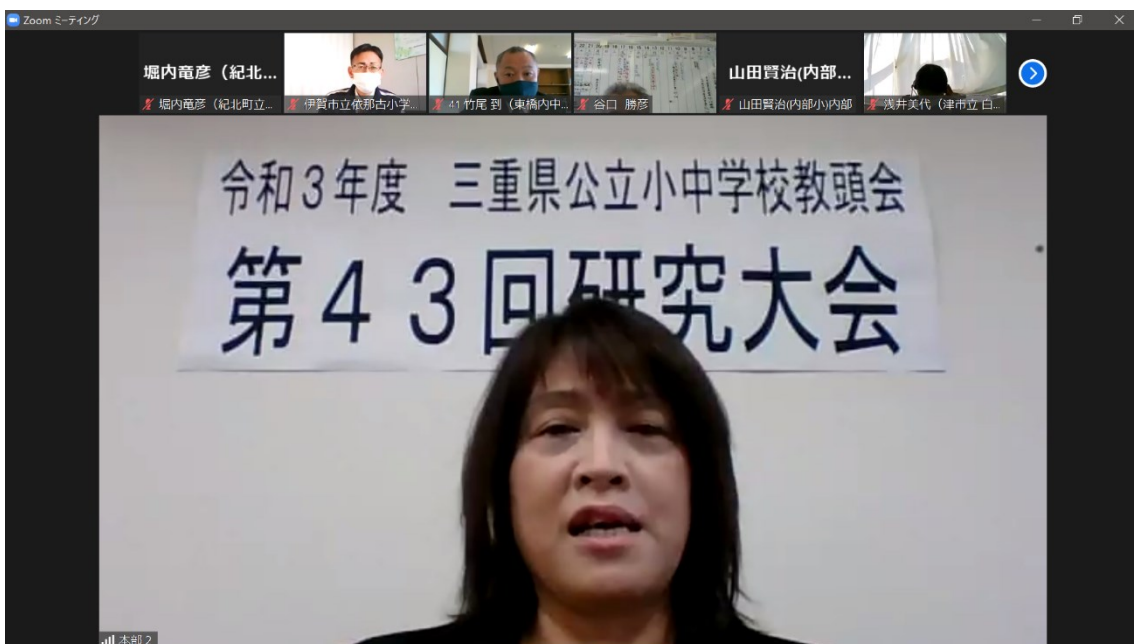 Zoom ミーティング
堀内竜彦（紀北...
山田賢治(内部...
堀内竜彦（紀北町立...
伊賀市立依那古小学...
41 竹尾 到（東橋内中...
谷口 勝彦
山田賢治(内部小)内部
浅井美代（津市立 白...
令和３年度 三重県公立小中学校教頭会
第４３回研究大会
本部 2